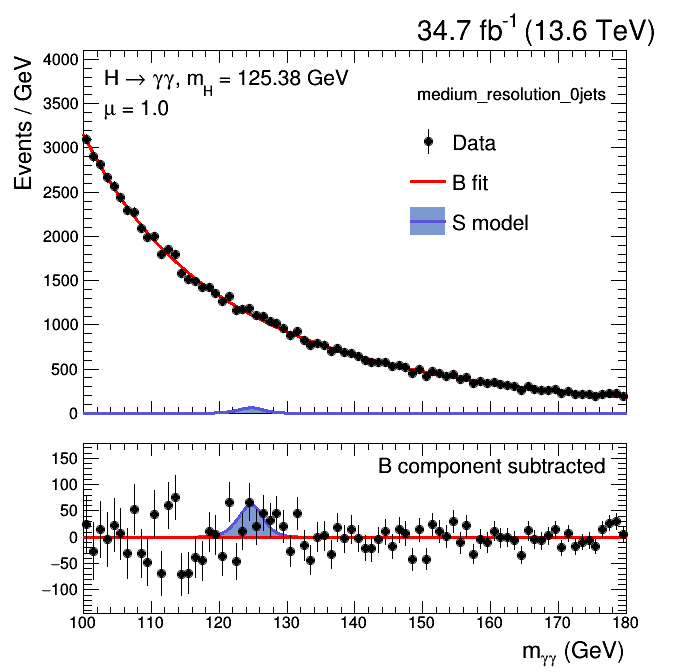 34.7 fb⁻¹ (13.6 TeV)
Events / GeV
4000
3500
3000
2500
2000
1500
1000
500
0
H → γγ, m_H = 125.38 GeV
μ = 1.0
medium_resolution_0jets
Data
B fit
S model
B component subtracted
150
100
50
0
−50
−100
100 110 120 130 140 150 160 170 180
m_γγ (GeV)